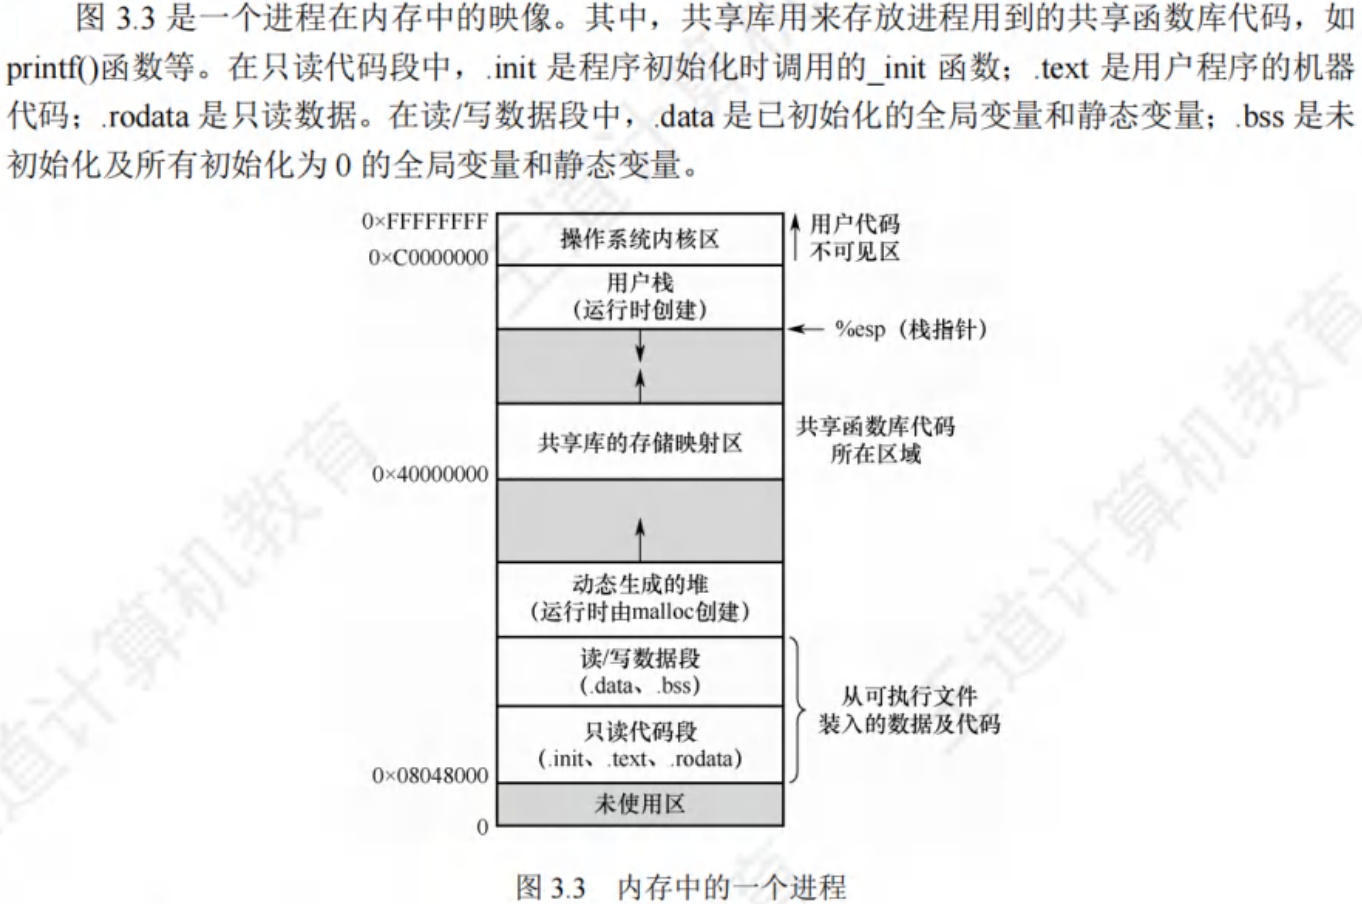 图 3.3 是一个进程在内存中的映像。其中，共享库用来存放进程用到的共享函数库代码，如
printf()函数等。在只读代码段中，.init 是程序初始化时调用的_init 函数；.text 是用户程序的机器
代码；.rodata 是只读数据。在读/写数据段中，.data 是已初始化的全局变量和静态变量；.bss 是未
初始化及所有初始化为 0 的全局变量和静态变量。
0×FFFFFFFF
0×C0000000
操作系统内核区
用户代码
不可见区
用户栈
(运行时创建)
%esp（栈指针）
共享库的存储映射区
共享函数库代码
所在区域
0×40000000
动态生成的堆
(运行时由malloc创建)
读/写数据段
(.data、.bss)
只读代码段
(.init、.text、.rodata)
从可执行文件
装入的数据及代码
0×08048000
未使用区
0
图 3.3 内存中的一个进程
王道计算机教育
道计算机教育
王道计算机教育